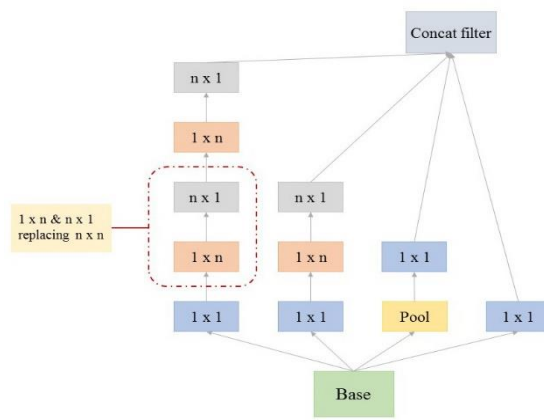 Concat filter
n x 1
1 x n
n x 1
n x 1
1 x n & n x 1
replacing n x n
1 x n
1 x n
1 x 1
1 x 1
1 x 1
Pool
1 x 1
Base